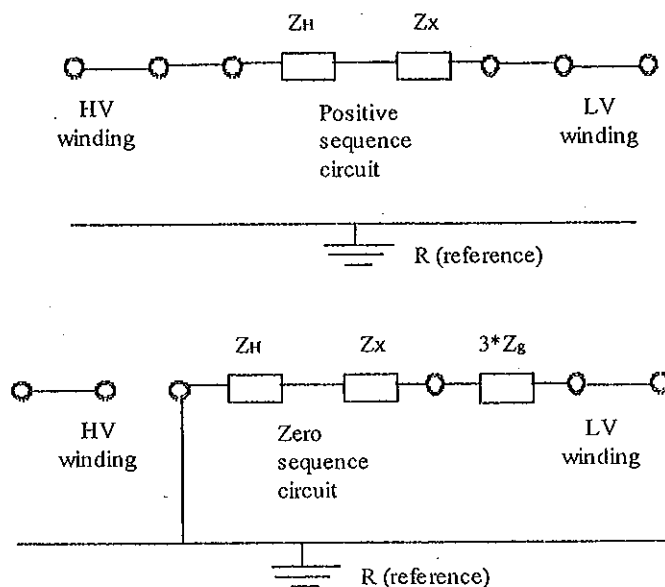 ZH ZX
HV
winding
Positive
sequence
circuit
LV
winding
R (reference)
ZH ZX 3*Zg
HV
winding
Zero
sequence
circuit
LV
winding
R (reference)